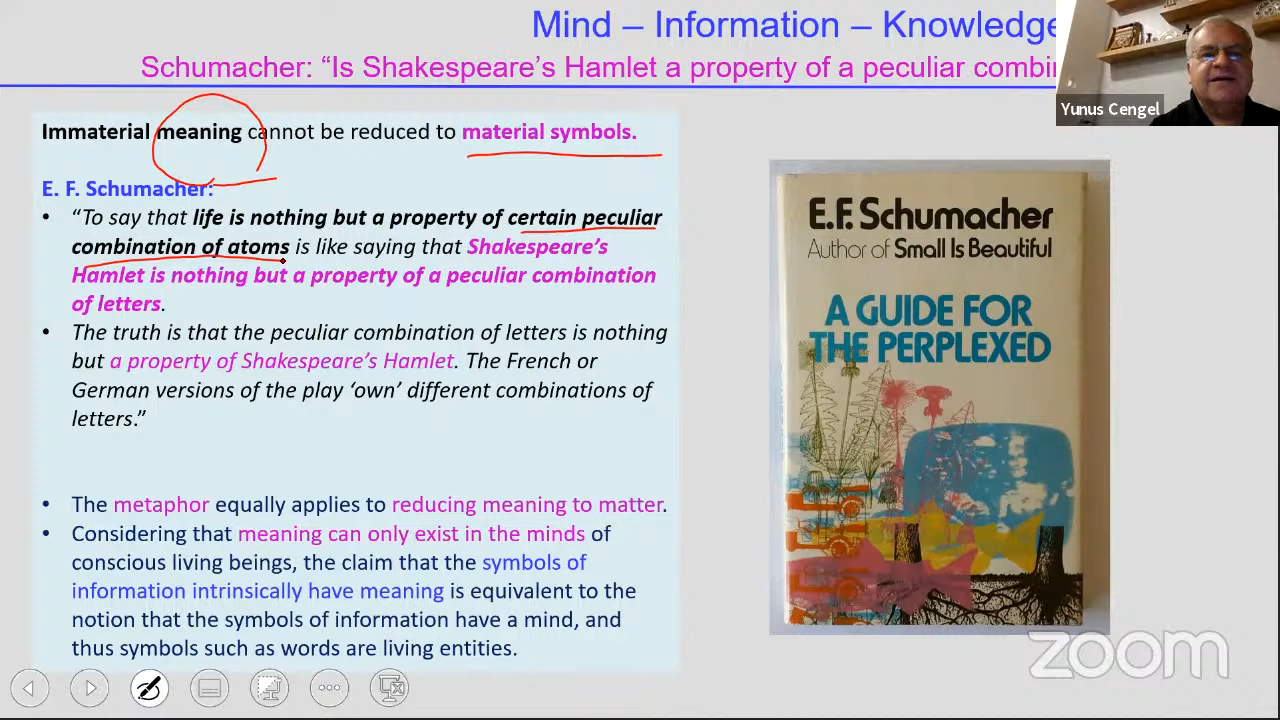 Mind – Information – Knowledge
Schumacher: “Is Shakespeare’s Hamlet a property of a peculiar
Yunus Cengel
Immaterial meaning cannot be reduced to material symbols.
E. F. Schumacher:
• “To say that life is nothing but a property of certain peculiar
combination of atoms is like saying that Shakespeare’s
Hamlet is nothing but a property of a peculiar combination
of letters.
• The truth is that the peculiar combination of letters is nothing
but a property of Shakespeare’s Hamlet. The French or
German versions of the play ‘own’ different combinations of
letters.”
• The metaphor equally applies to reducing meaning to matter.
• Considering that meaning can only exist in the minds of
conscious living beings, the claim that the symbols of
information intrinsically have meaning is equivalent to the
notion that the symbols of information have a mind, and
thus symbols such as words are living entities.
E.F. Schumacher
Author of Small Is Beautiful
A GUIDE FOR
THE PERPLEXED
zoom